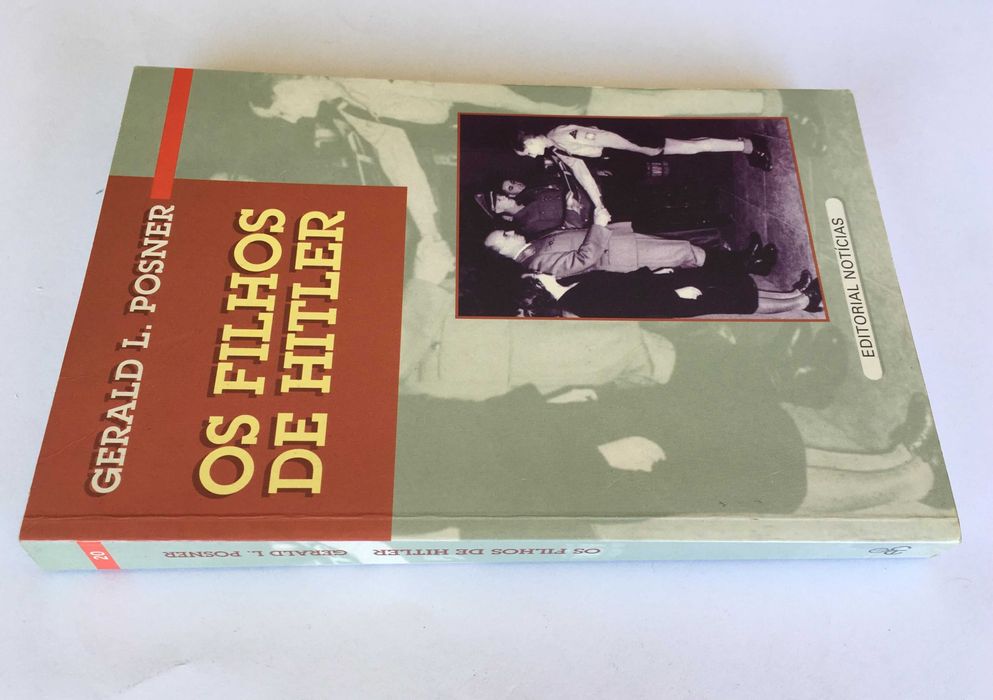 GERALD L. POSNER
OS FILHOS
DE HITLER
EDITORIAL NOTÍCIAS
20
GERALD L. POSNER
OS FILHOS DE HITLER